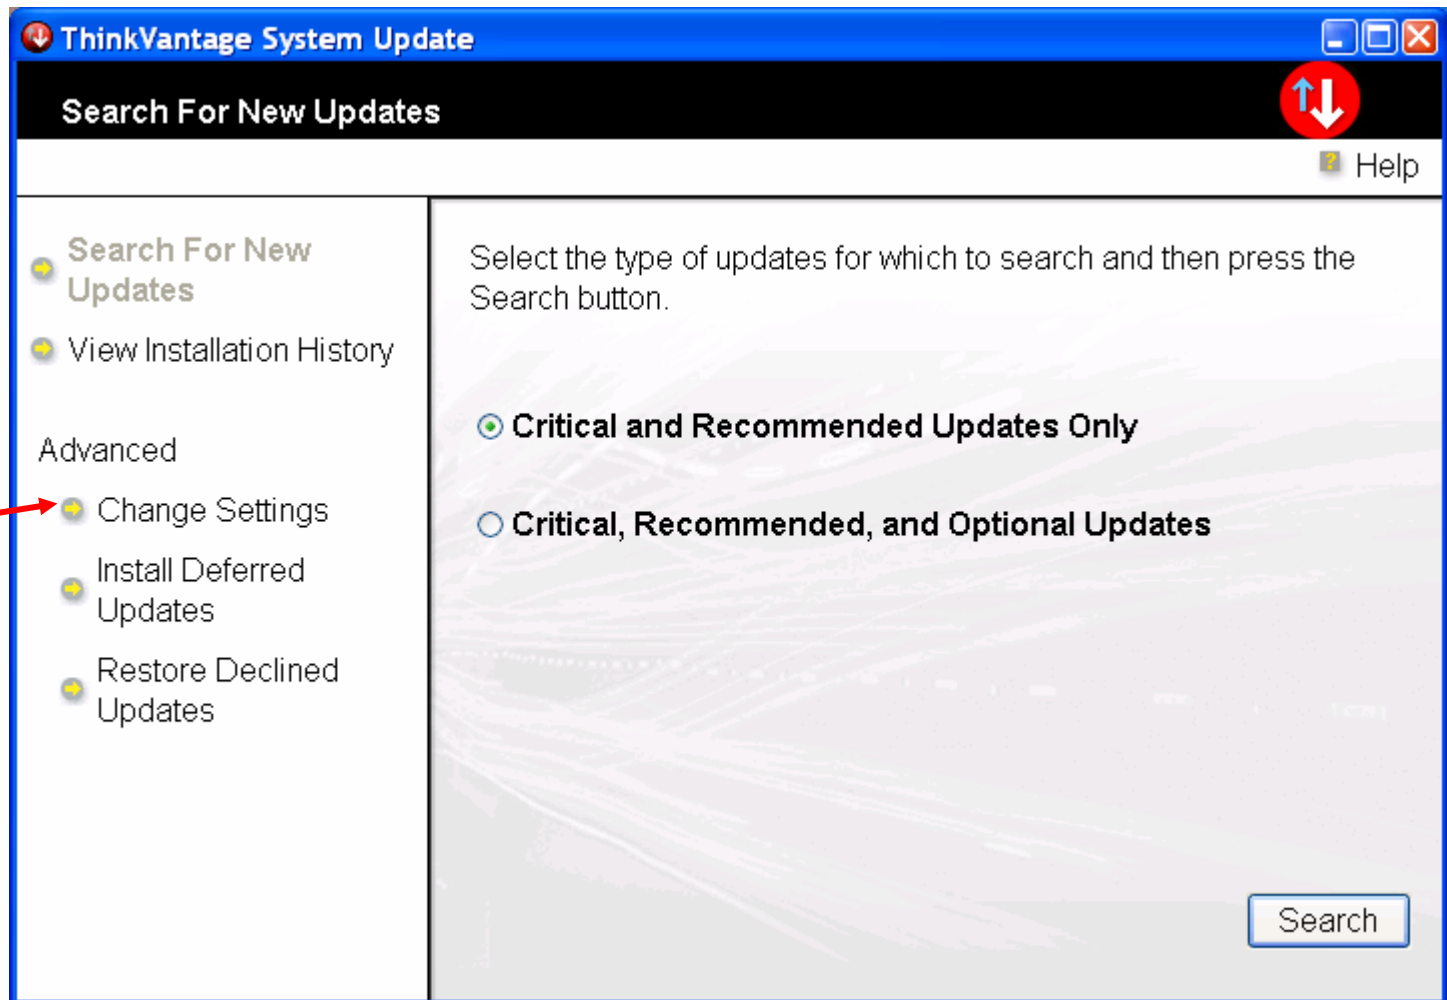 ThinkVantage System Update
Search For New Updates
Help
Search For New
Updates
View Installation History
Advanced
Change Settings
Install Deferred
Updates
Restore Declined
Updates
Select the type of updates for which to search and then press the
Search button.
Critical and Recommended Updates Only
Critical, Recommended, and Optional Updates
Search